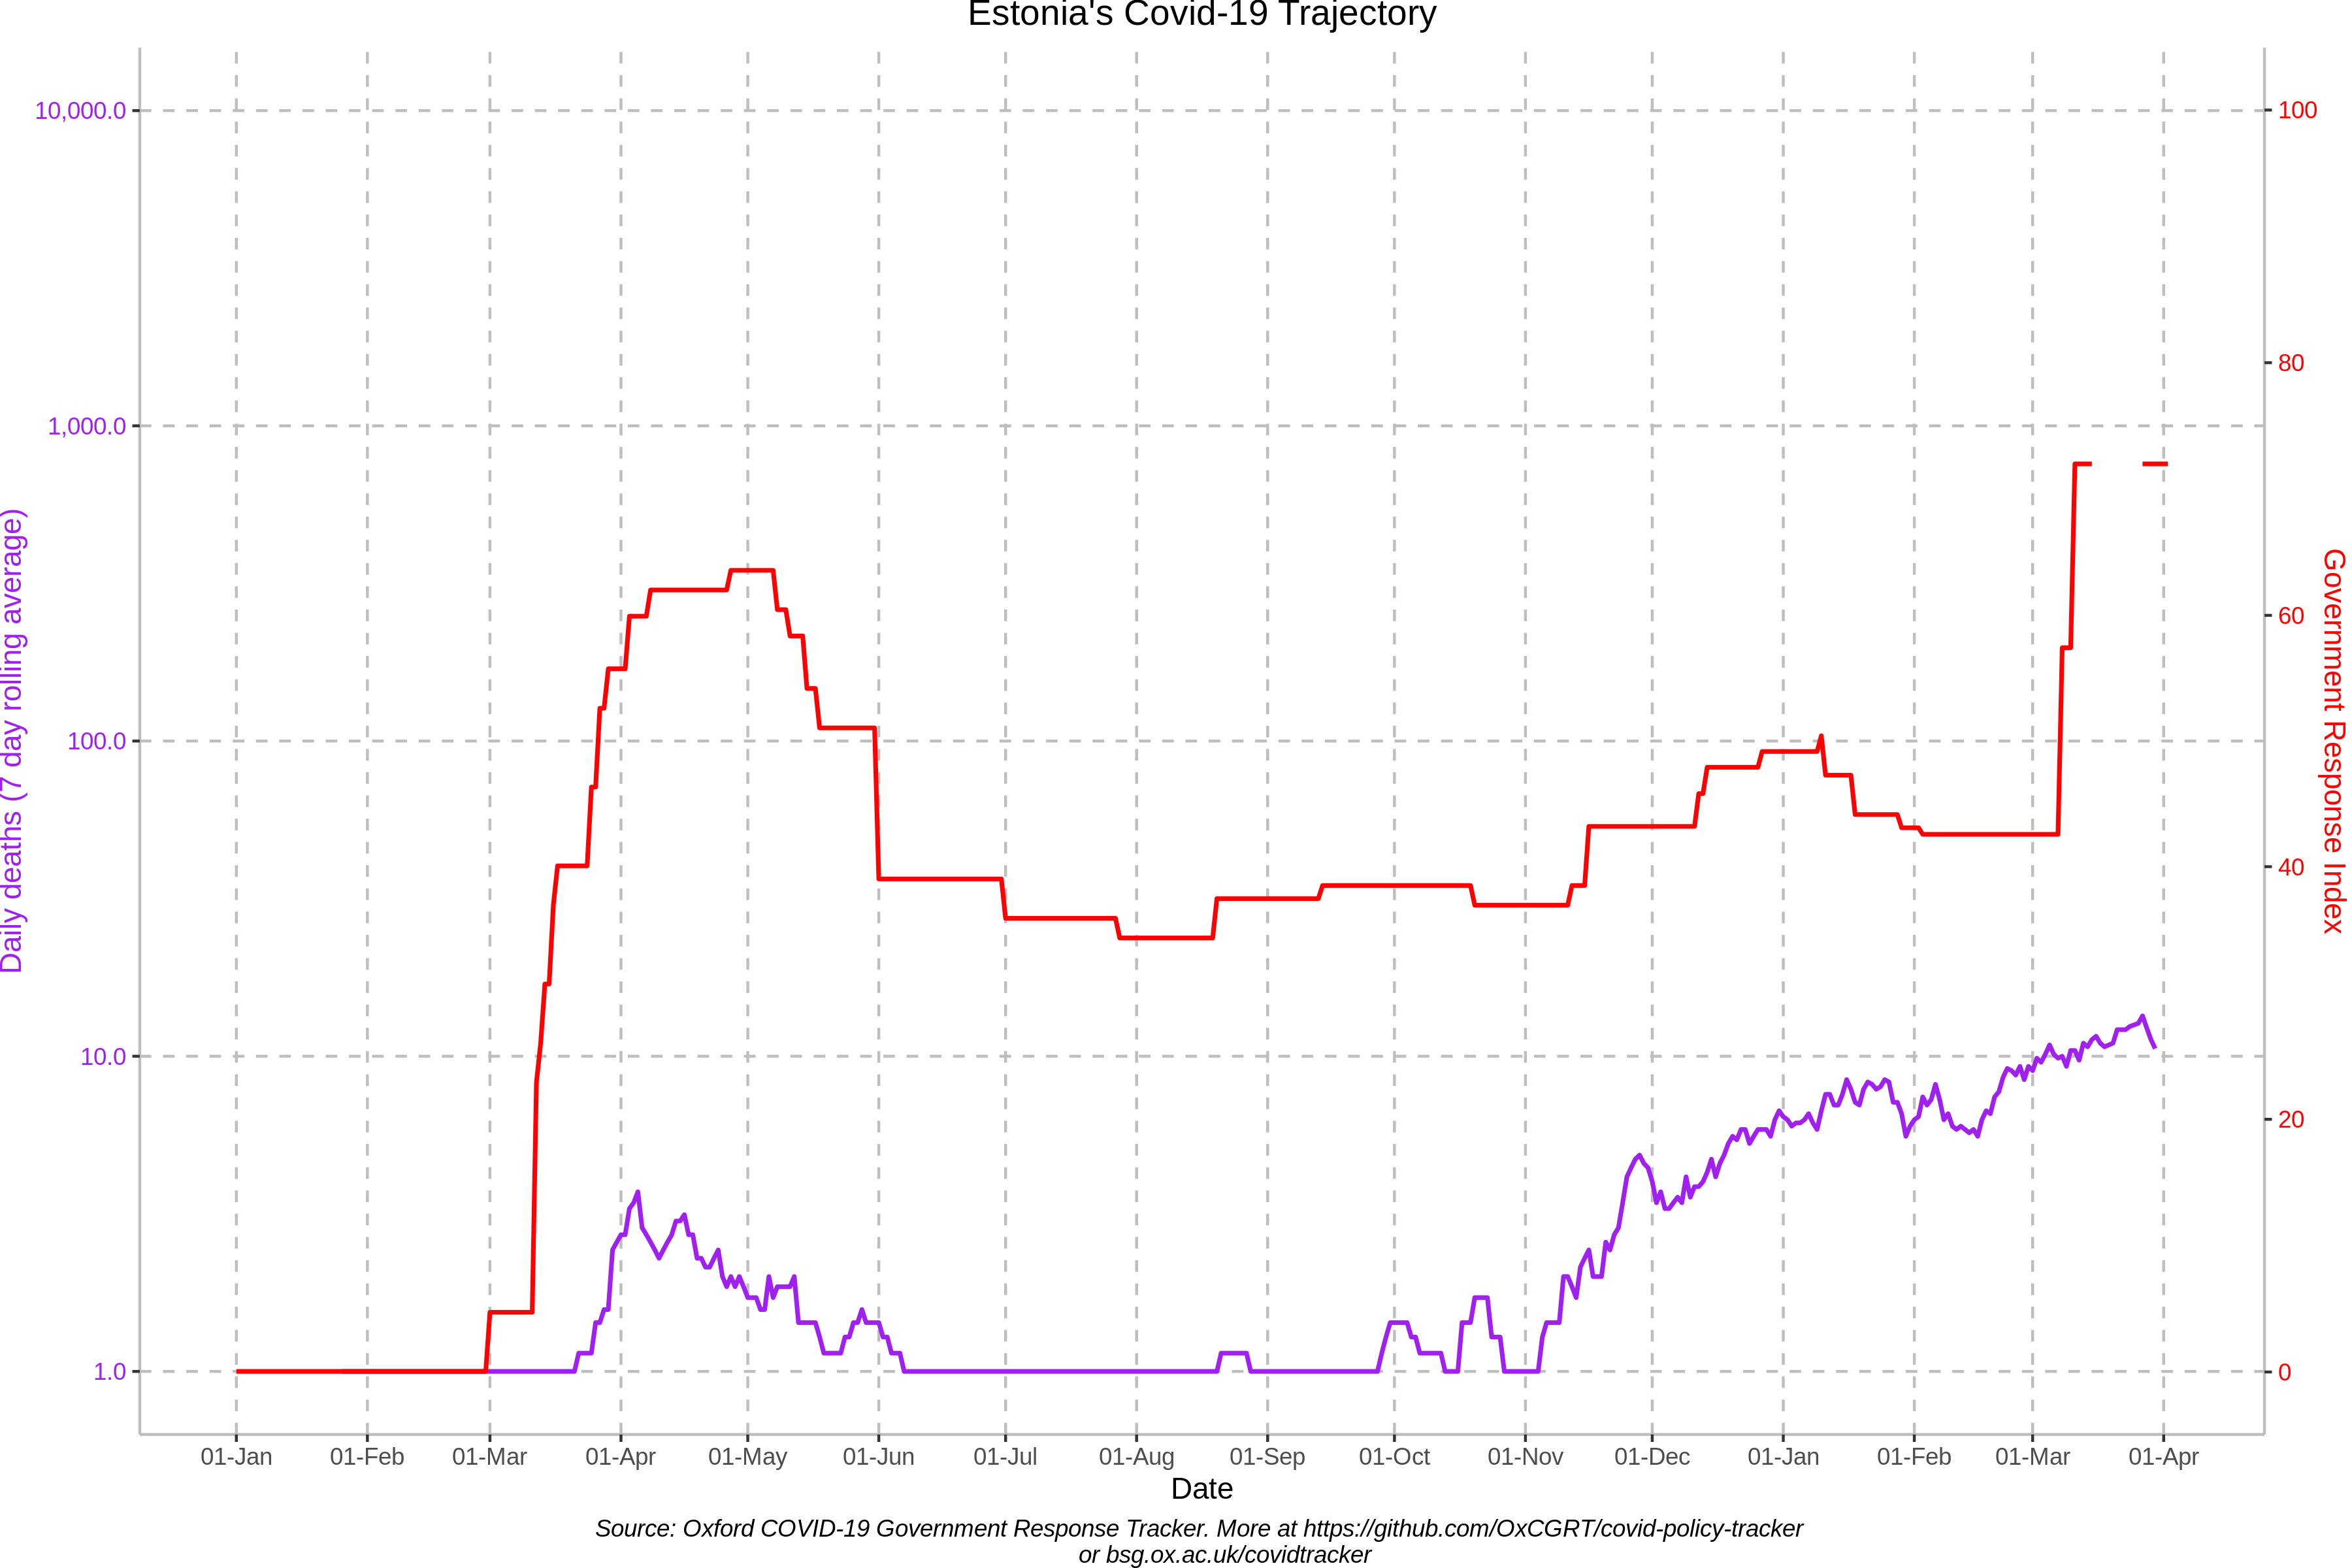 Estonia's Covid-19 Trajectory
10,000.0
1,000.0
100.0
10.0
1.0
Daily deaths (7 day rolling average)
100
80
60
40
20
0
Government Response Index
01-Jan
01-Feb
01-Mar
01-Apr
01-May
01-Jun
01-Jul
01-Aug
01-Sep
01-Oct
01-Nov
01-Dec
01-Jan
01-Feb
01-Mar
01-Apr
Date
Source: Oxford COVID-19 Government Response Tracker. More at https://github.com/OxCGRT/covid-policy-tracker
or bsg.ox.ac.uk/covidtracker